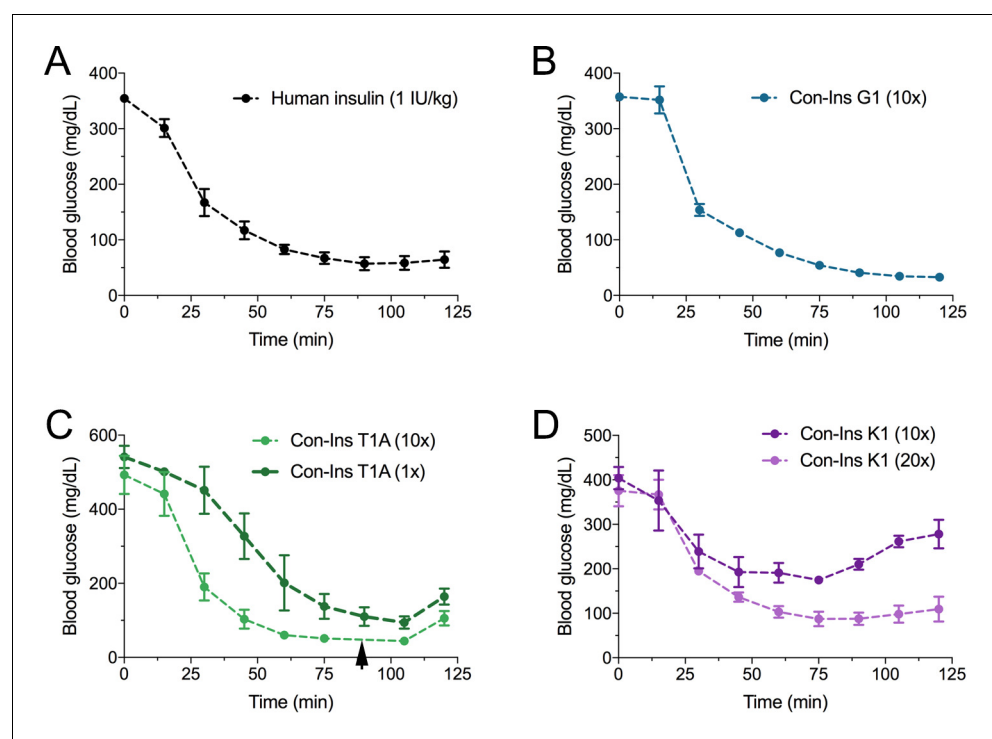 A
400
300
200
100
0
Blood glucose (mg/dL)
Human insulin (1 IU/kg)
0 25 50 75 100 125
Time (min)
B
400
300
200
100
0
Blood glucose (mg/dL)
Con-Ins G1 (10x)
0 25 50 75 100 125
Time (min)
C
600
400
200
0
Blood glucose (mg/dL)
Con-Ins T1A (10x)
Con-Ins T1A (1x)
0 25 50 75 100 125
Time (min)
D
500
400
300
200
100
0
Blood glucose (mg/dL)
Con-Ins K1 (10x)
Con-Ins K1 (20x)
0 25 50 75 100 125
Time (min)